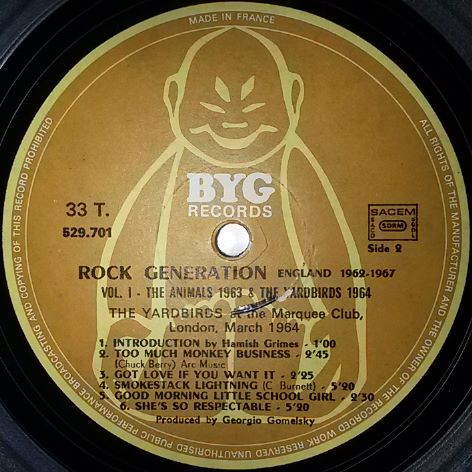 MADE IN FRANCE
ALL RIGHTS OF THE MANUFACTURER AND THE OWNER OF THE RECORDED WORK RESERVED UNAUTHORISED PUBLIC PERFORMANCE BROADCASTING AND COPYING OF THIS RECORD PROHIBITED
BYG
RECORDS
33 T.
529.701
SACEM
SACD SDRM SGDL
Side 2
ROCK GENERATION ENGLAND 1962-1967
VOL. I - THE ANIMALS 1963 & THE YARDBIRDS 1964
THE YARDBIRDS at the Marquee Club,
London, March 1964
1. INTRODUCTION by Hamish Grimes - 1'00
2. TOO MUCH MONKEY BUSINESS - 2'45
(Chuck Berry) Arc Music
3. GOT LOVE IF YOU WANT IT - 2'25
4. SMOKESTACK LIGHTNING (C Burnett) - 5'20
5. GOOD MORNING LITTLE SCHOOL GIRL - 2'30
6. SHE'S SO RESPECTABLE - 5'20
Produced by Georgio Gomelsky